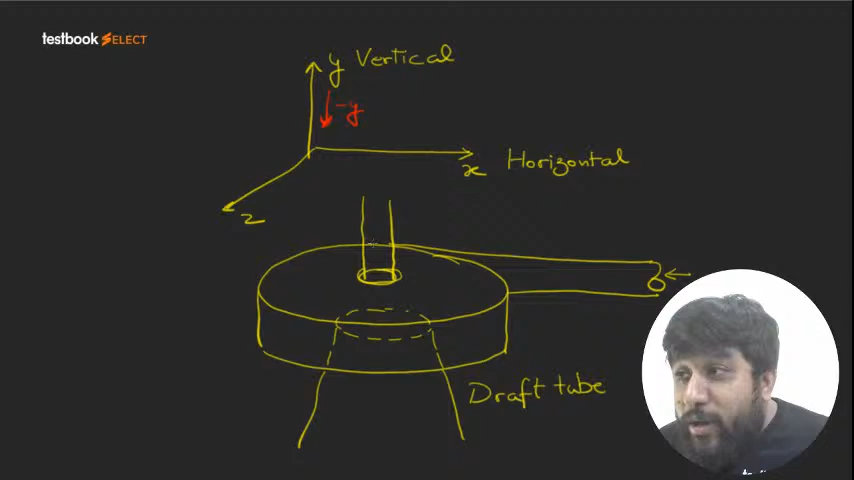 testbook SELECT
y Vertical
-y
x Horizontal
z
Draft tube